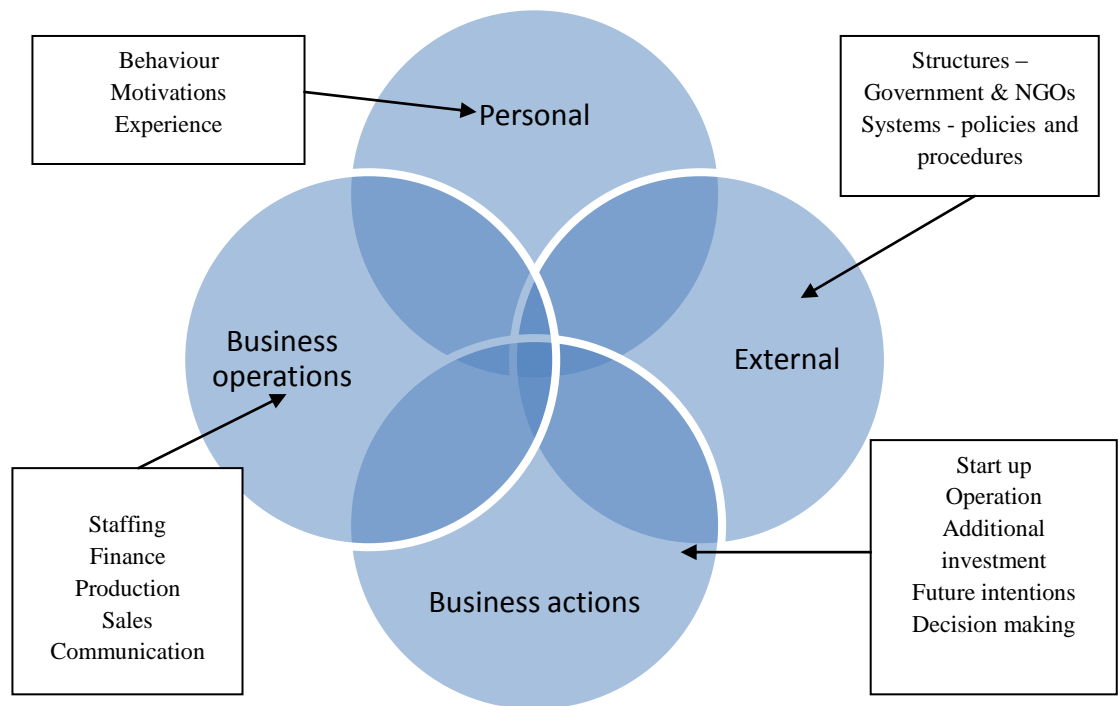 Behaviour
Motivations
Experience
Structures –
Government & NGOs
Systems - policies and
procedures
Personal
Business
operations
External
Business actions
Staffing
Finance
Production
Sales
Communication
Start up
Operation
Additional
investment
Future intentions
Decision making